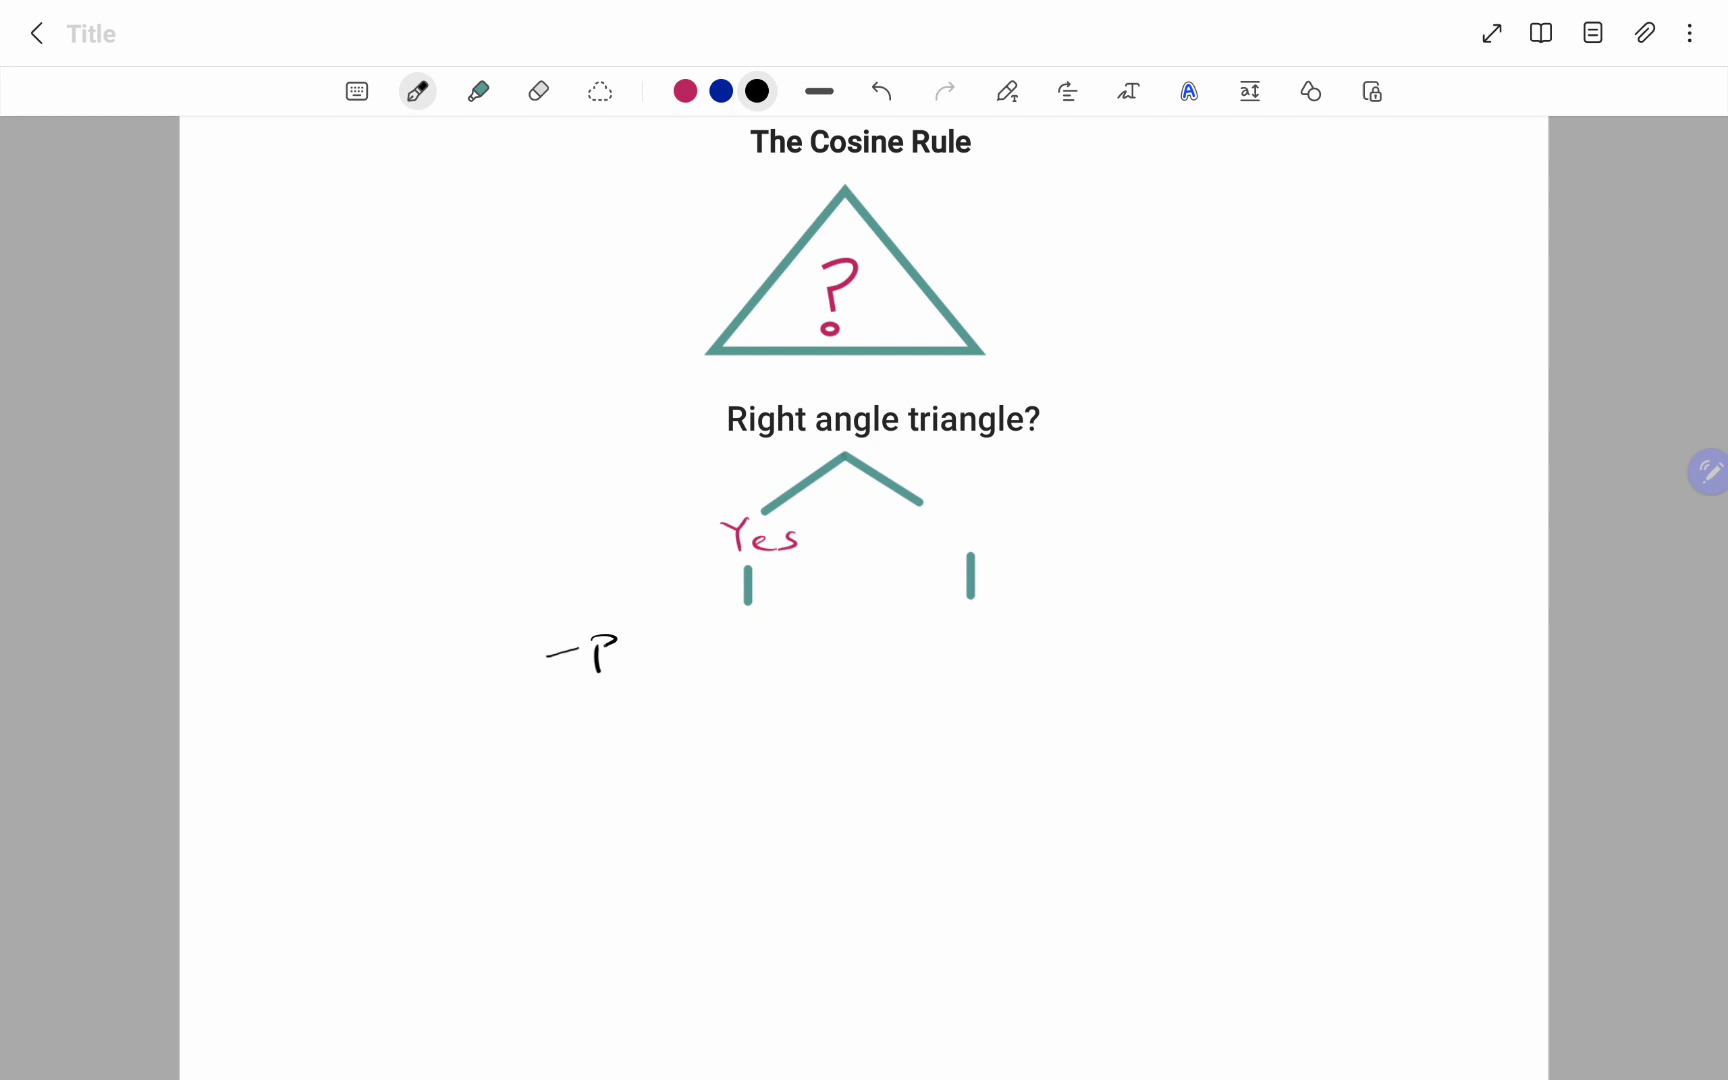 Title
The Cosine Rule
?
Right angle triangle?
Yes
- P